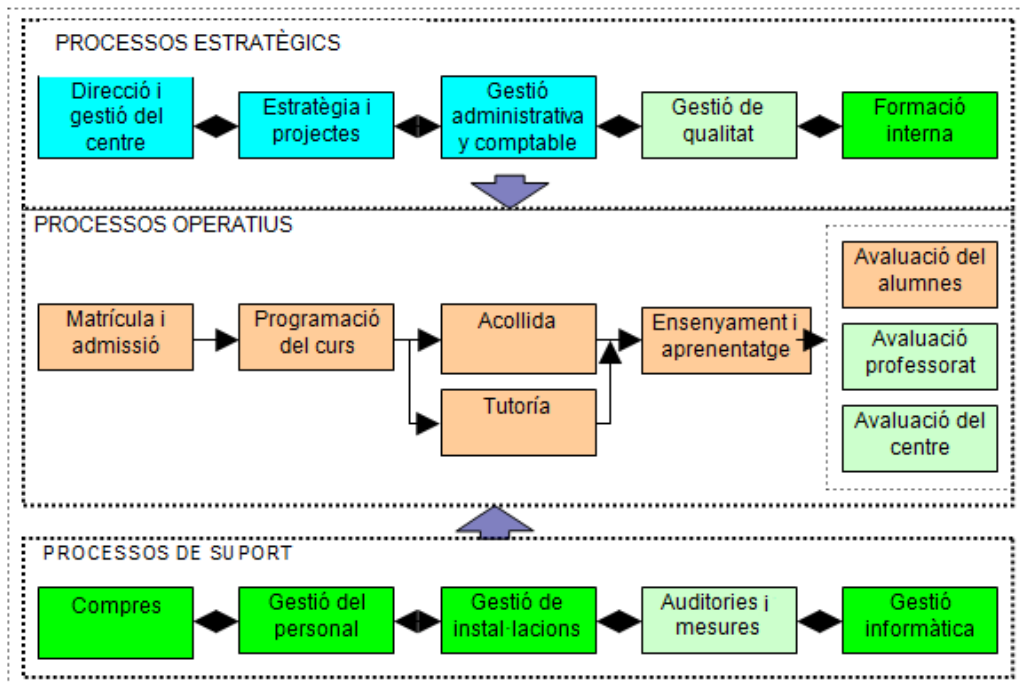 PROCESSOS ESTRATÈGICS
Direcció i
gestió del
centre
Estratègia i
projectes
Gestió
administrativa
y comptable
Gestió de
qualitat
Formació
interna
PROCESSOS OPERATIUS
Matrícula i
admissió
Programació
del curs
Acollida
Tutoría
Ensenyament i
aprenentatge
Avaluació del
alumnes
Avaluació
professorat
Avaluació del
centre
PROCESSOS DE SUPORT
Compres
Gestió del
personal
Gestió de
instal·lacions
Auditories i
mesures
Gestió
informàtica